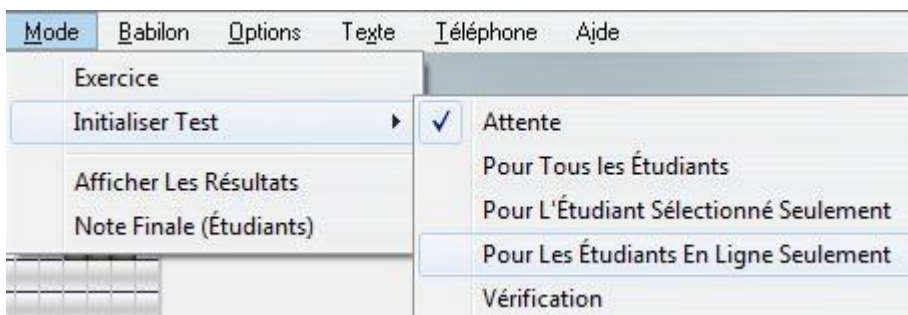 Mode Babilon Options Texte Téléphone Ajde
Exercice
Initialiser Test
Afficher Les Résultats
Note Finale (Étudiants)
Attente
Pour Tous les Étudiants
Pour L'Étudiant Sélectionné Seulement
Pour Les Étudiants En Ligne Seulement
Vérification